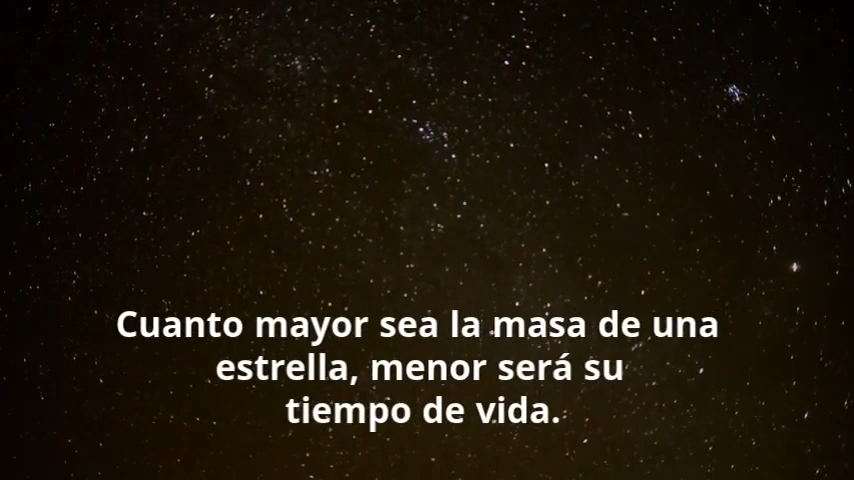 Cuanto mayor sea la masa de una
estrella, menor será su
tiempo de vida.